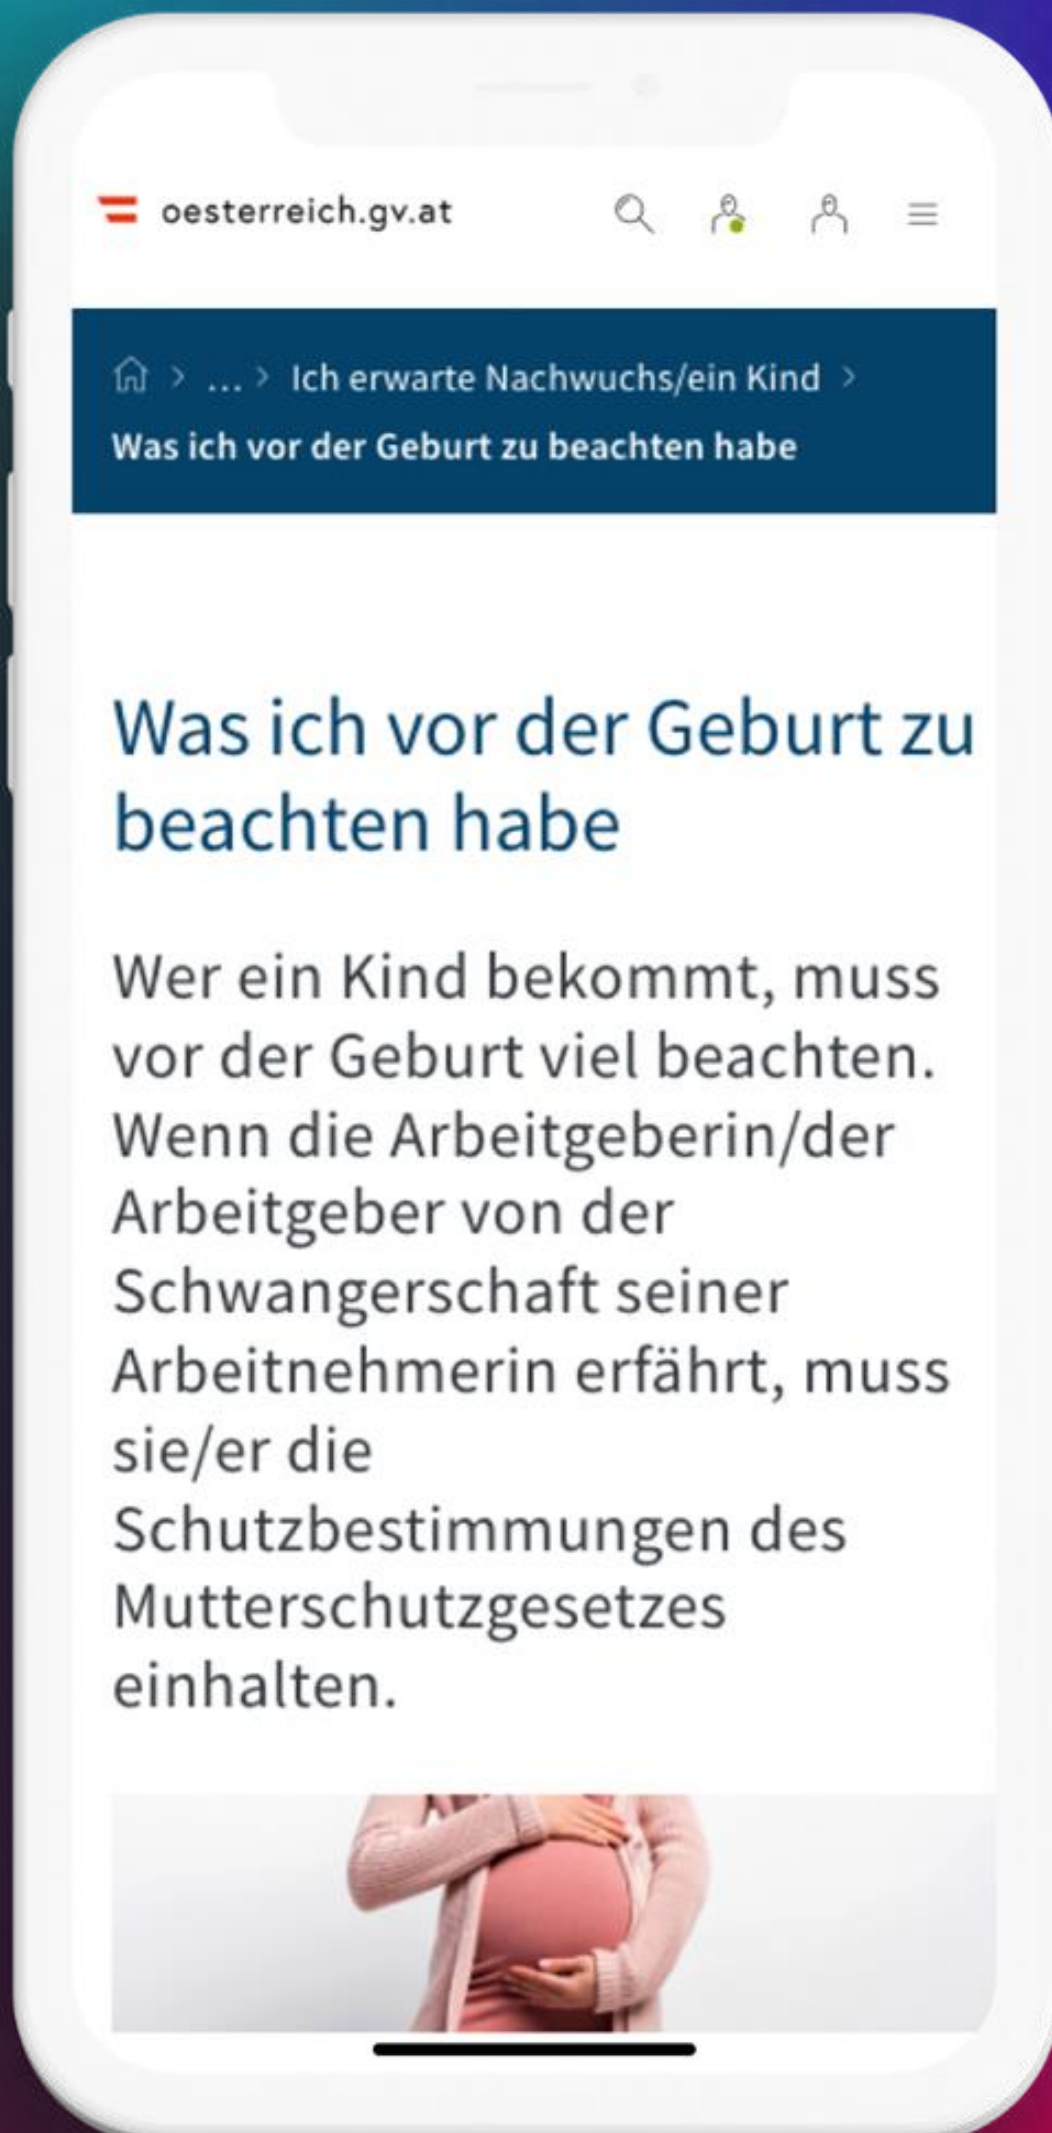 oesterreich.gv.at
... > Ich erwarte Nachwuchs/ein Kind >
Was ich vor der Geburt zu beachten habe
Was ich vor der Geburt zu
beachten habe
Wer ein Kind bekommt, muss
vor der Geburt viel beachten.
Wenn die Arbeitgeberin/der
Arbeitgeber von der
Schwangerschaft seiner
Arbeitnehmerin erfährt, muss
sie/er die
Schutzbestimmungen des
Mutterschutzgesetzes
einhalten.